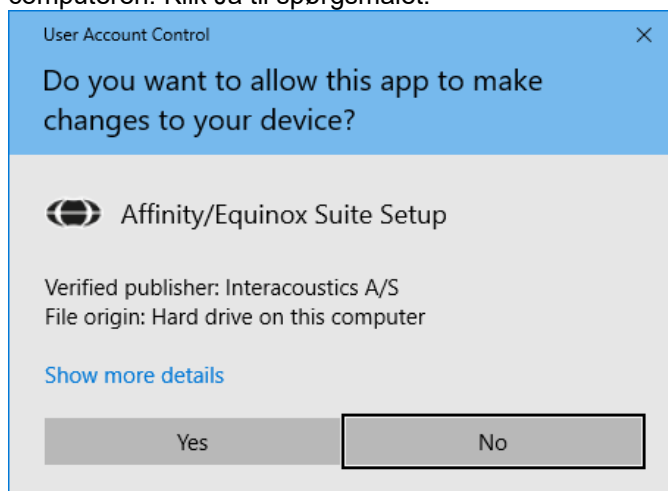 computeren. Klik Ja til spørgsmålet.
User Account Control
Do you want to allow this app to make
changes to your device?
Affinity/Equinox Suite Setup
Verified publisher: Interacoustics A/S
File origin: Hard drive on this computer
Show more details
Yes
No